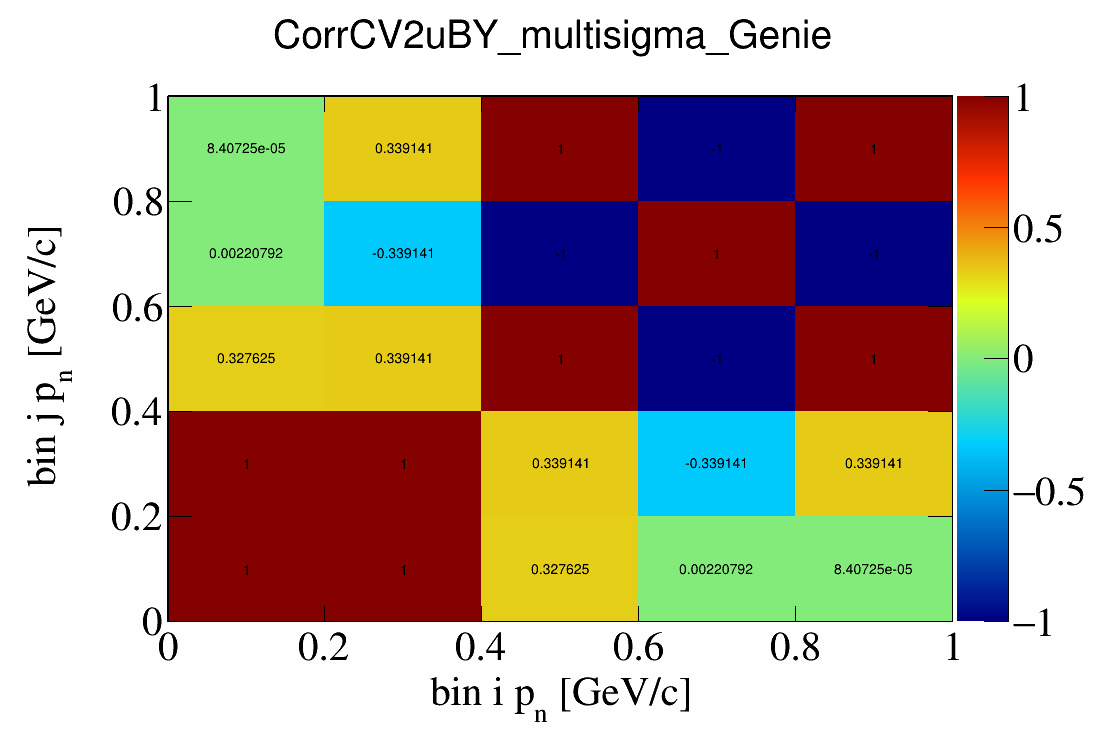 CorrCV2uBY_multisigma_Genie
1
0.8
0.6
0.4
0.2
0
bin j p_n [GeV/c]
8.40725e-05 0.339141 1 -1 1
0.00220792 -0.339141 -1 1 -1
0.327625 0.339141 1 -1 1
1 1 0.339141 -0.339141 0.339141
1 1 0.327625 0.00220792 8.40725e-05
0 0.2 0.4 0.6 0.8 1
bin i p_n [GeV/c]
1
0.5
0
−0.5
−1